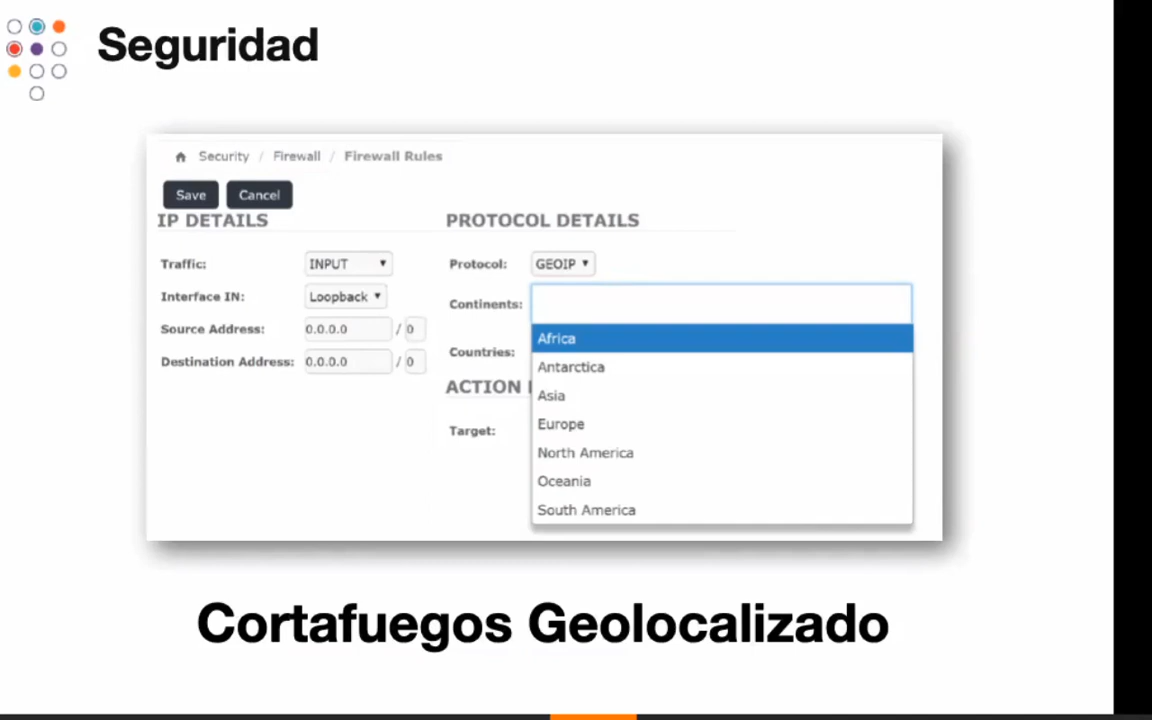 Seguridad
Security / Firewall / Firewall Rules
Save Cancel
IP DETAILS
Traffic: INPUT
Interface IN: Loopback
Source Address: 0.0.0.0 / 0
Destination Address: 0.0.0.0 / 0
PROTOCOL DETAILS
Protocol: GEOIP
Continents:
Africa
Antarctica
Asia
Europe
North America
Oceania
South America
Countries:
ACTION
Target:
Cortafuegos Geolocalizado